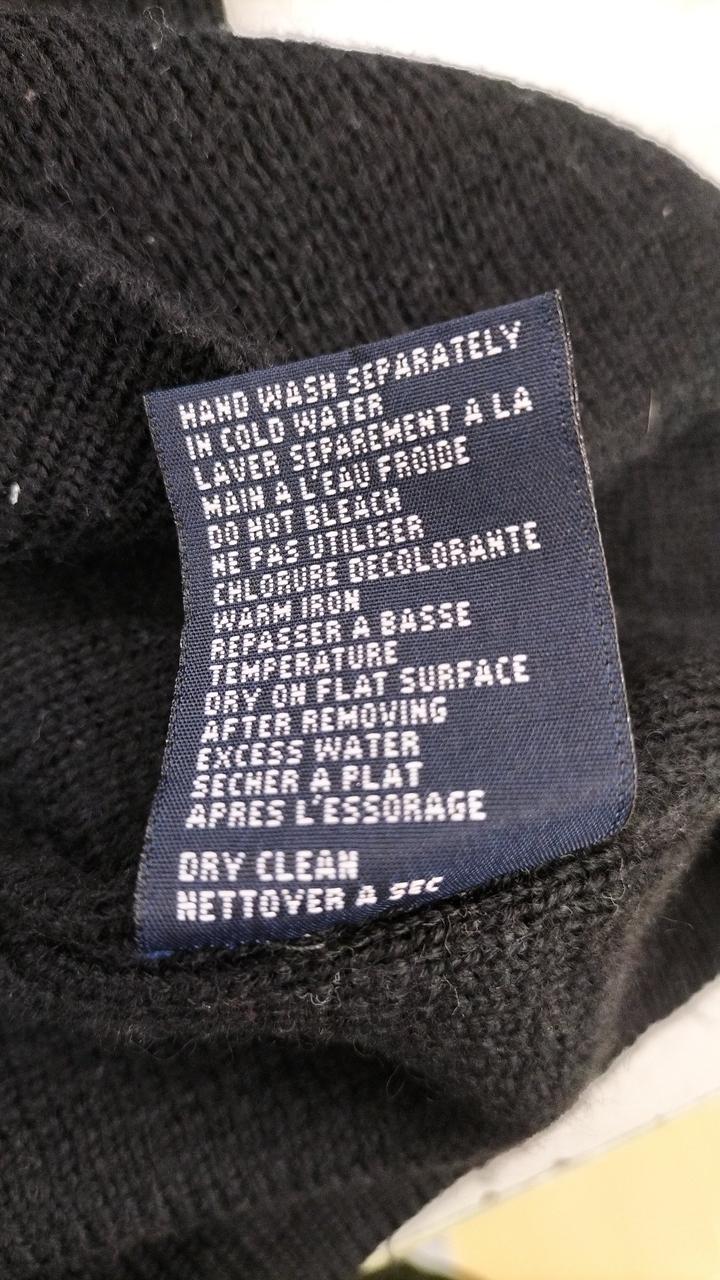 HAND WASH SEPARATELY
IN COLD WATER
LAVER SEPAREMENT A LA
MAIN A L'EAU FROIDE
DO NOT BLEACH
NE PAS UTILISER
CHLORURE DECOLORANTE
WARM IRON
REPASSER A BASSE
TEMPERATURE
DRY ON FLAT SURFACE
AFTER REMOVING
EXCESS WATER
SECHER A PLAT
APRES L'ESSORAGE
DRY CLEAN
NETTOVER A SEC